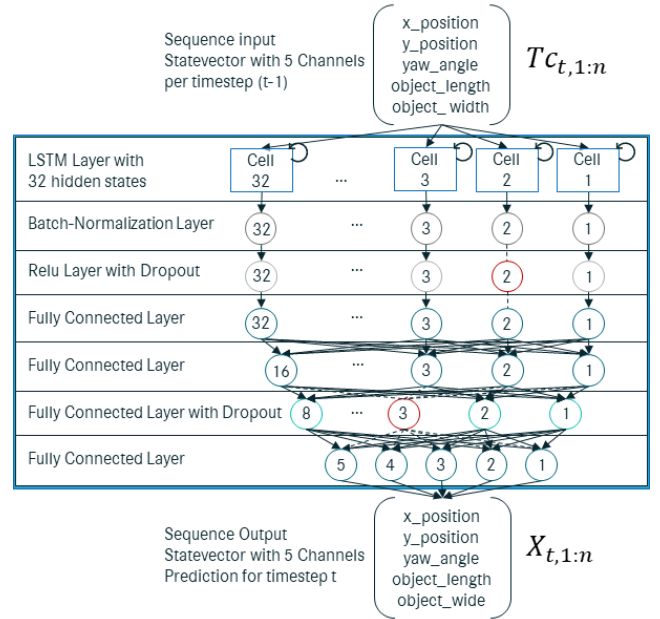 Sequence input
Statevector with 5 Channels
per timestep (t-1)
x_position
y_position
yaw_angle
object_length
object_ width
Tc_{t,1:n}
LSTM Layer with
32 hidden states
Cell
32
...
Cell
3
Cell
2
Cell
1
Batch-Normalization Layer
32 ... 3 2 1
Relu Layer with Dropout
32 ... 3 2 1
Fully Connected Layer
32 ... 3 2 1
Fully Connected Layer
16 ... 3 2 1
Fully Connected Layer with Dropout
8 ... 3 2 1
Fully Connected Layer
5 4 3 2 1
Sequence Output
Statevector with 5 Channels
Prediction for timestep t
x_position
y_position
yaw_angle
object_length
object_wide
X_{t,1:n}